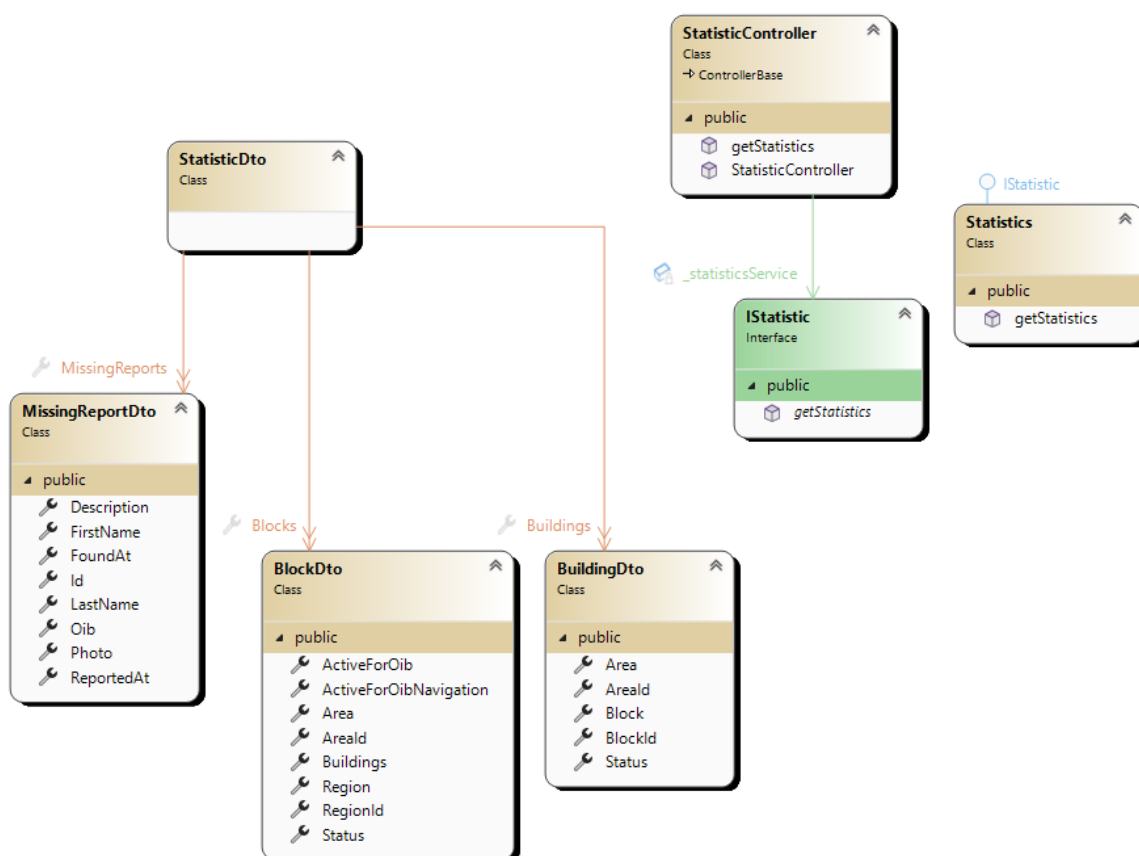 StatisticController
Class
ControllerBase
public
getStatistics
StatisticController
StatisticDto
Class
IStatistic
Statistics
Class
public
getStatistics
_statisticsService
IStatistic
Interface
public
getStatistics
MissingReports
MissingReportDto
Class
public
Description
FirstName
FoundAt
Id
LastName
Oib
Photo
ReportedAt
Blocks
BlockDto
Class
public
ActiveForOib
ActiveForOibNavigation
Area
AreaId
Buildings
Region
RegionId
Status
Buildings
BuildingDto
Class
public
Area
AreaId
Block
BlockId
Status